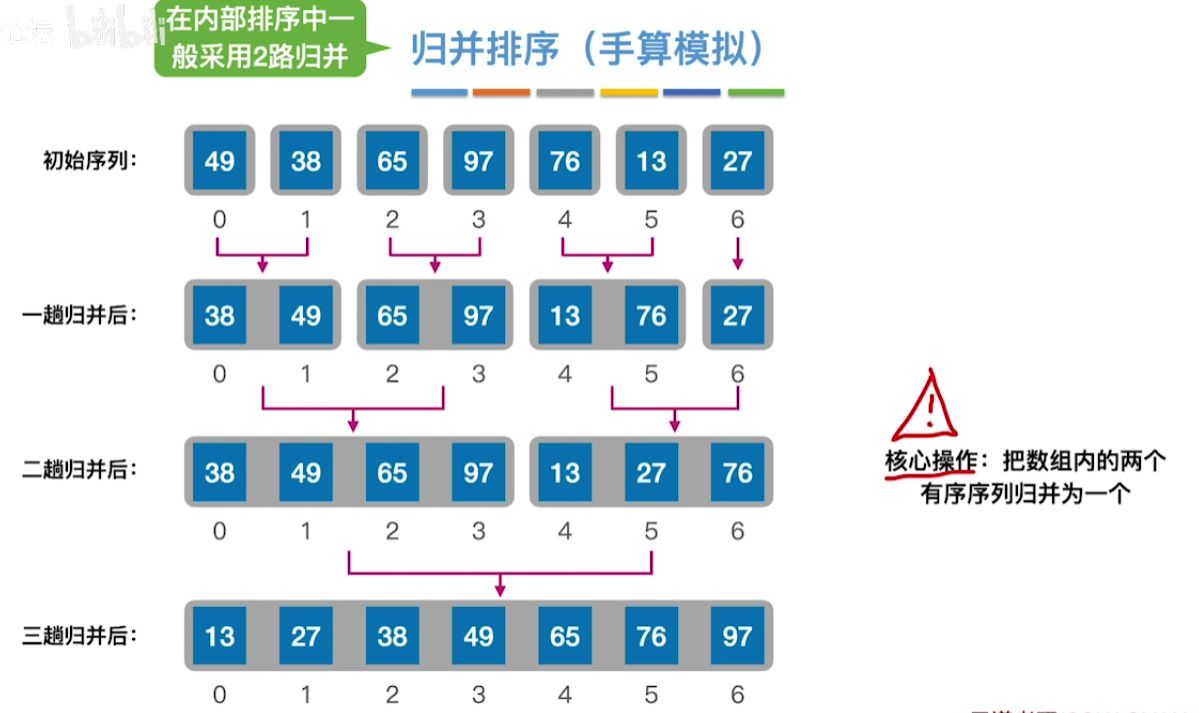 在内部排序中一
般采用2路归并
归并排序（手算模拟）
初始序列： 49 38 65 97 76 13 27
0 1 2 3 4 5 6
一趟归并后： 38 49 65 97 13 76 27
0 1 2 3 4 5 6
二趟归并后： 38 49 65 97 13 27 76
0 1 2 3 4 5 6
三趟归并后： 13 27 38 49 65 76 97
0 1 2 3 4 5 6
!
核心操作：把数组内的两个
有序序列归并为一个
bilibili